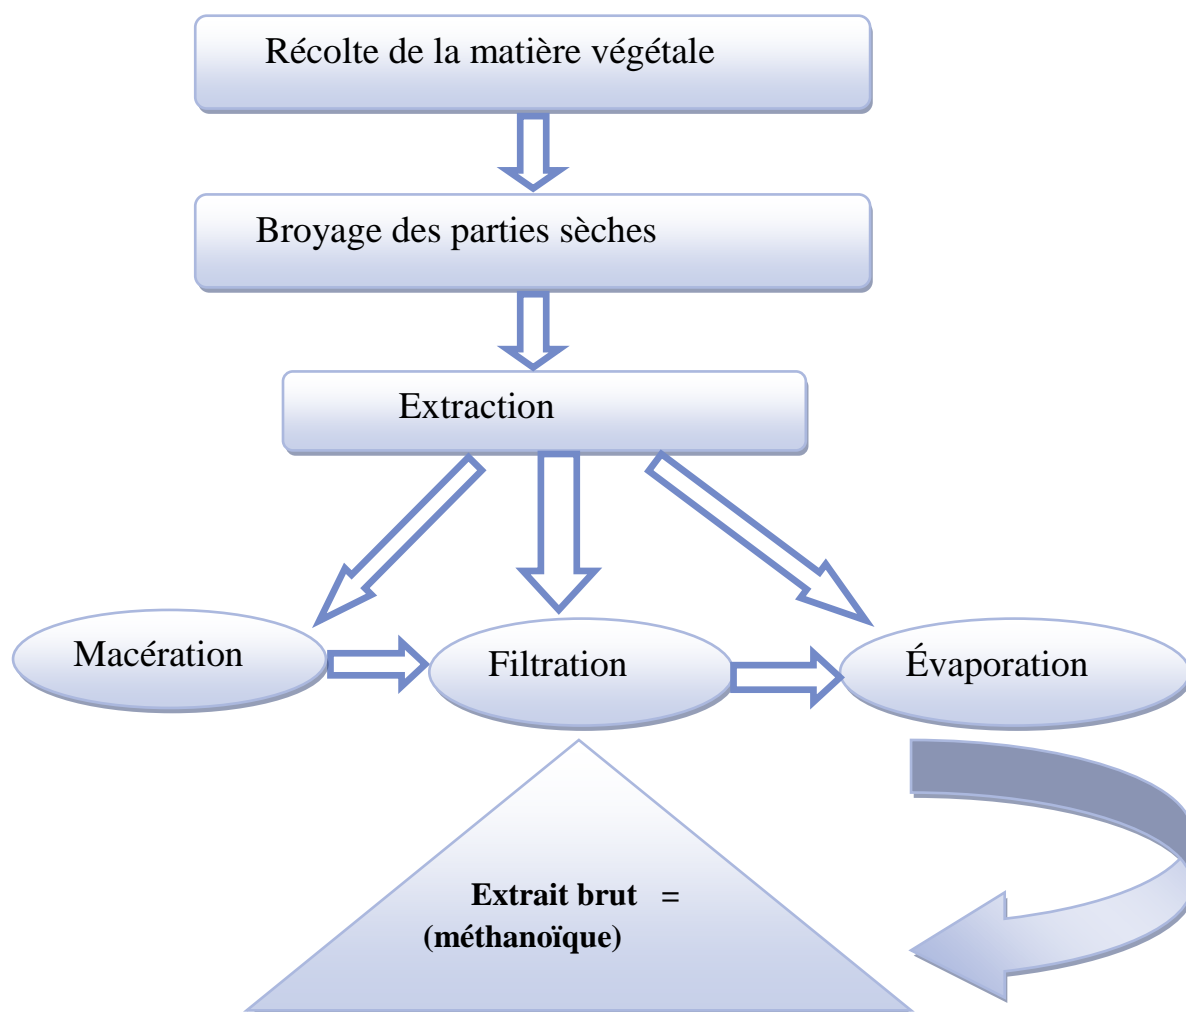 Récolte de la matière végétale
Broyage des parties sèches
Extraction
Macération
Filtration
Évaporation
Extrait brut =
(méthanoïque)